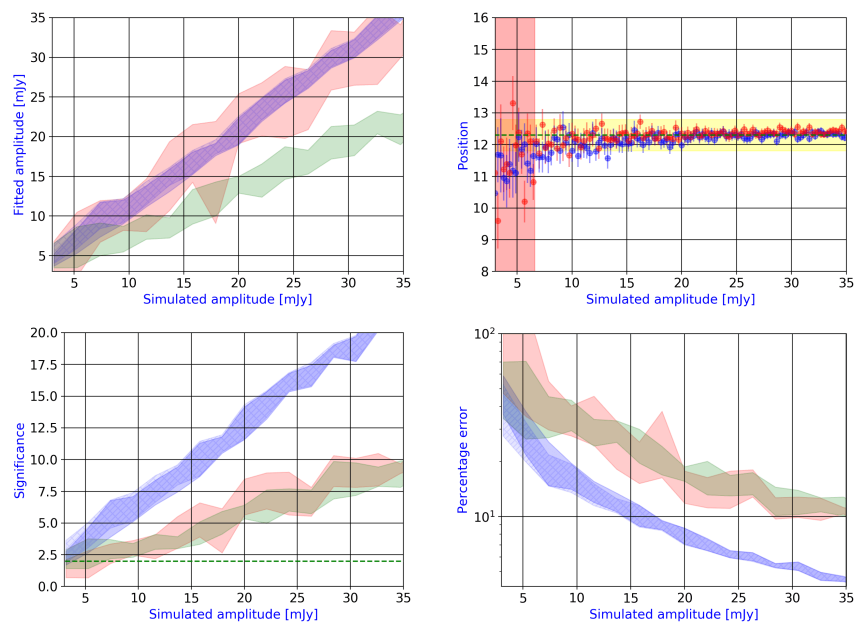 35
30
25
20
15
10
5
Fitted amplitude [mJy]
5 10 15 20 25 30 35
Simulated amplitude [mJy]
16
15
14
13
12
11
10
9
8
Position
5 10 15 20 25 30 35
Simulated amplitude [mJy]
20.0
17.5
15.0
12.5
10.0
7.5
5.0
2.5
0.0
Significance
5 10 15 20 25 30 35
Simulated amplitude [mJy]
10²
10¹
Percentage error
5 10 15 20 25 30 35
Simulated amplitude [mJy]